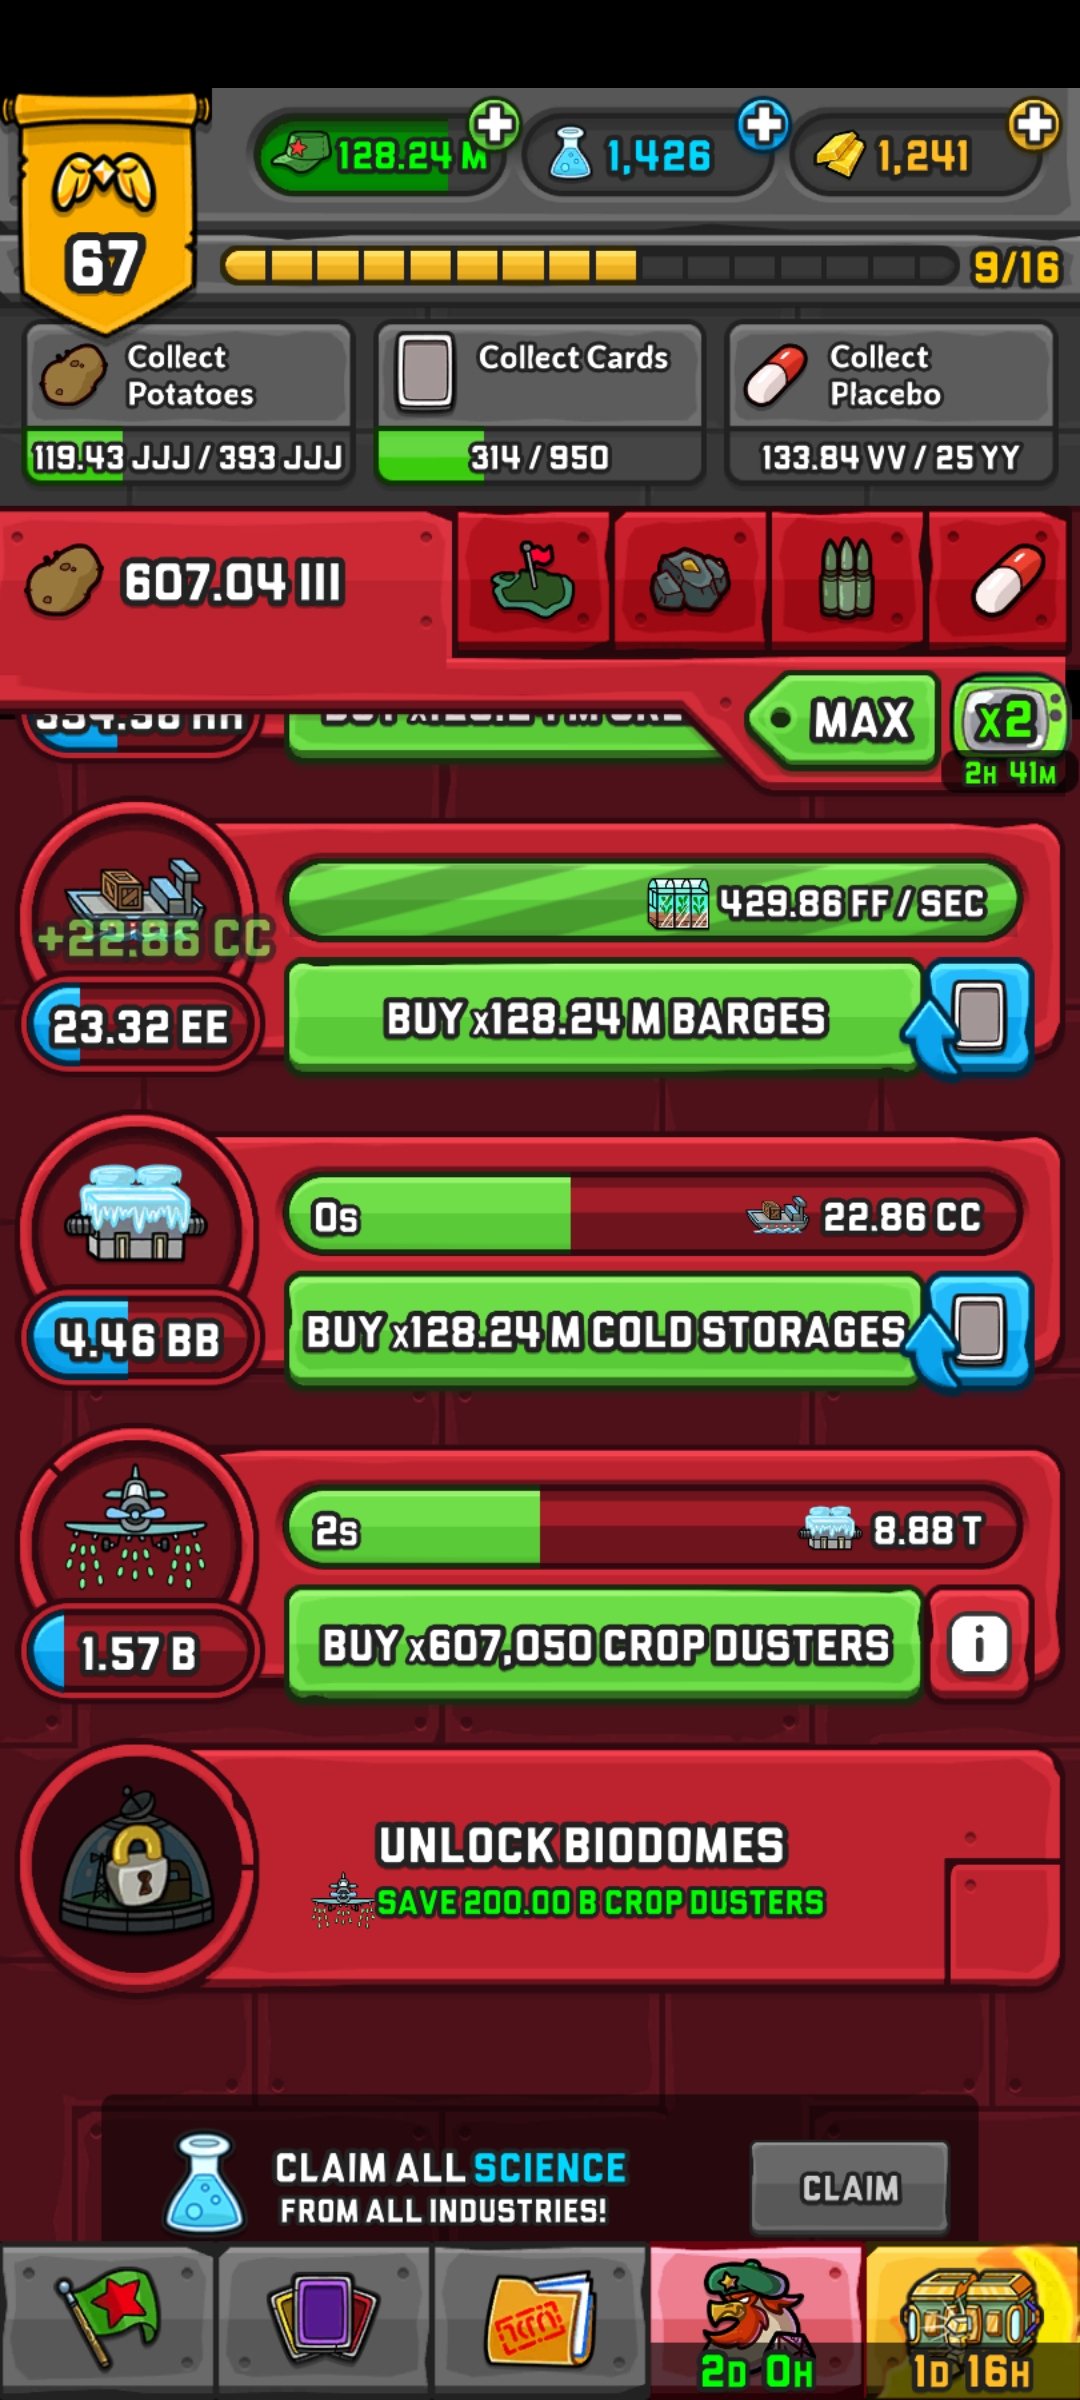 128.24 M
1,426
1,241
67
9/16
Collect
Potatoes
Collect Cards
Collect
Placebo
119.43 JJJ / 393 JJJ
314 / 950
133.84 VV / 25 YY
607.04 III
MAX
x2
2H 41M
429.86 FF / SEC
+22.86 CC
23.32 EE
BUY x128.24 M BARGES
0s
22.86 CC
4.46 BB
BUY x128.24 M COLD STORAGES
2s
8.88 T
1.57 B
BUY x607,050 CROP DUSTERS
i
UNLOCK BIODOMES
SAVE 200.00 B CROP DUSTERS
CLAIM ALL SCIENCE
FROM ALL INDUSTRIES!
CLAIM
2D 0H
1D 16H